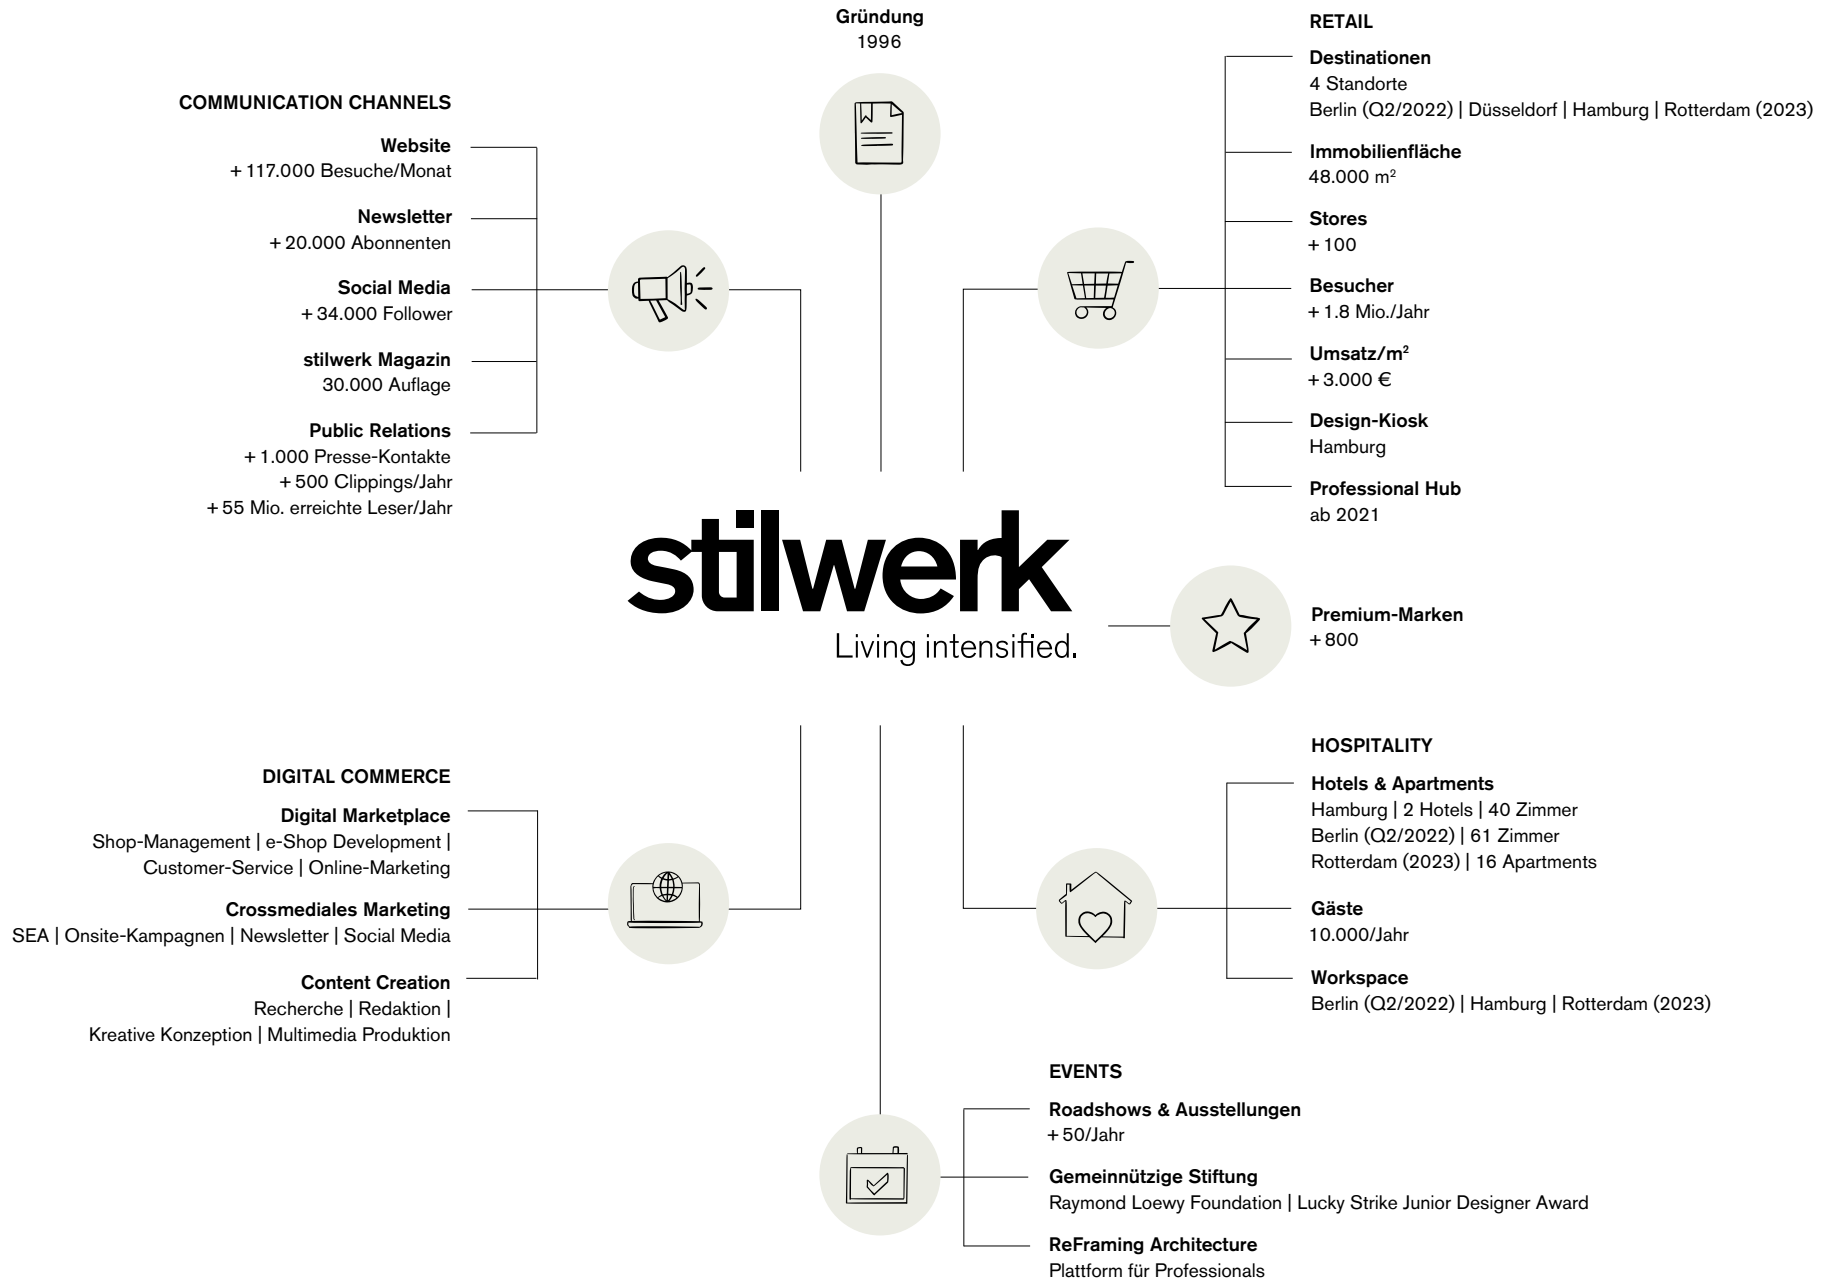 Gründung
1996
COMMUNICATION CHANNELS
Website
+ 117.000 Besuche/Monat
Newsletter
+ 20.000 Abonnenten
Social Media
+ 34.000 Follower
stilwerk Magazin
30.000 Auflage
Public Relations
+ 1.000 Presse-Kontakte
+ 500 Clippings/Jahr
+ 55 Mio. erreichte Leser/Jahr
RETAIL
Destinationen
4 Standorte
Berlin (Q2/2022) | Düsseldorf | Hamburg | Rotterdam (2023)
Immobilienfläche
48.000 m²
Stores
+ 100
Besucher
+ 1.8 Mio./Jahr
Umsatz/m²
+ 3.000 €
Design-Kiosk
Hamburg
Professional Hub
ab 2021
stilwerk
Living intensified.
Premium-Marken
+ 800
DIGITAL COMMERCE
Digital Marketplace
Shop-Management | e-Shop Development |
Customer-Service | Online-Marketing
Crossmediales Marketing
SEA | Onsite-Kampagnen | Newsletter | Social Media
Content Creation
Recherche | Redaktion |
Kreative Konzeption | Multimedia Produktion
HOSPITALITY
Hotels & Apartments
Hamburg | 2 Hotels | 40 Zimmer
Berlin (Q2/2022) | 61 Zimmer
Rotterdam (2023) | 16 Apartments
Gäste
10.000/Jahr
Workspace
Berlin (Q2/2022) | Hamburg | Rotterdam (2023)
EVENTS
Roadshows & Ausstellungen
+ 50/Jahr
Gemeinnützige Stiftung
Raymond Loewy Foundation | Lucky Strike Junior Designer Award
ReFraming Architecture
Plattform für Professionals